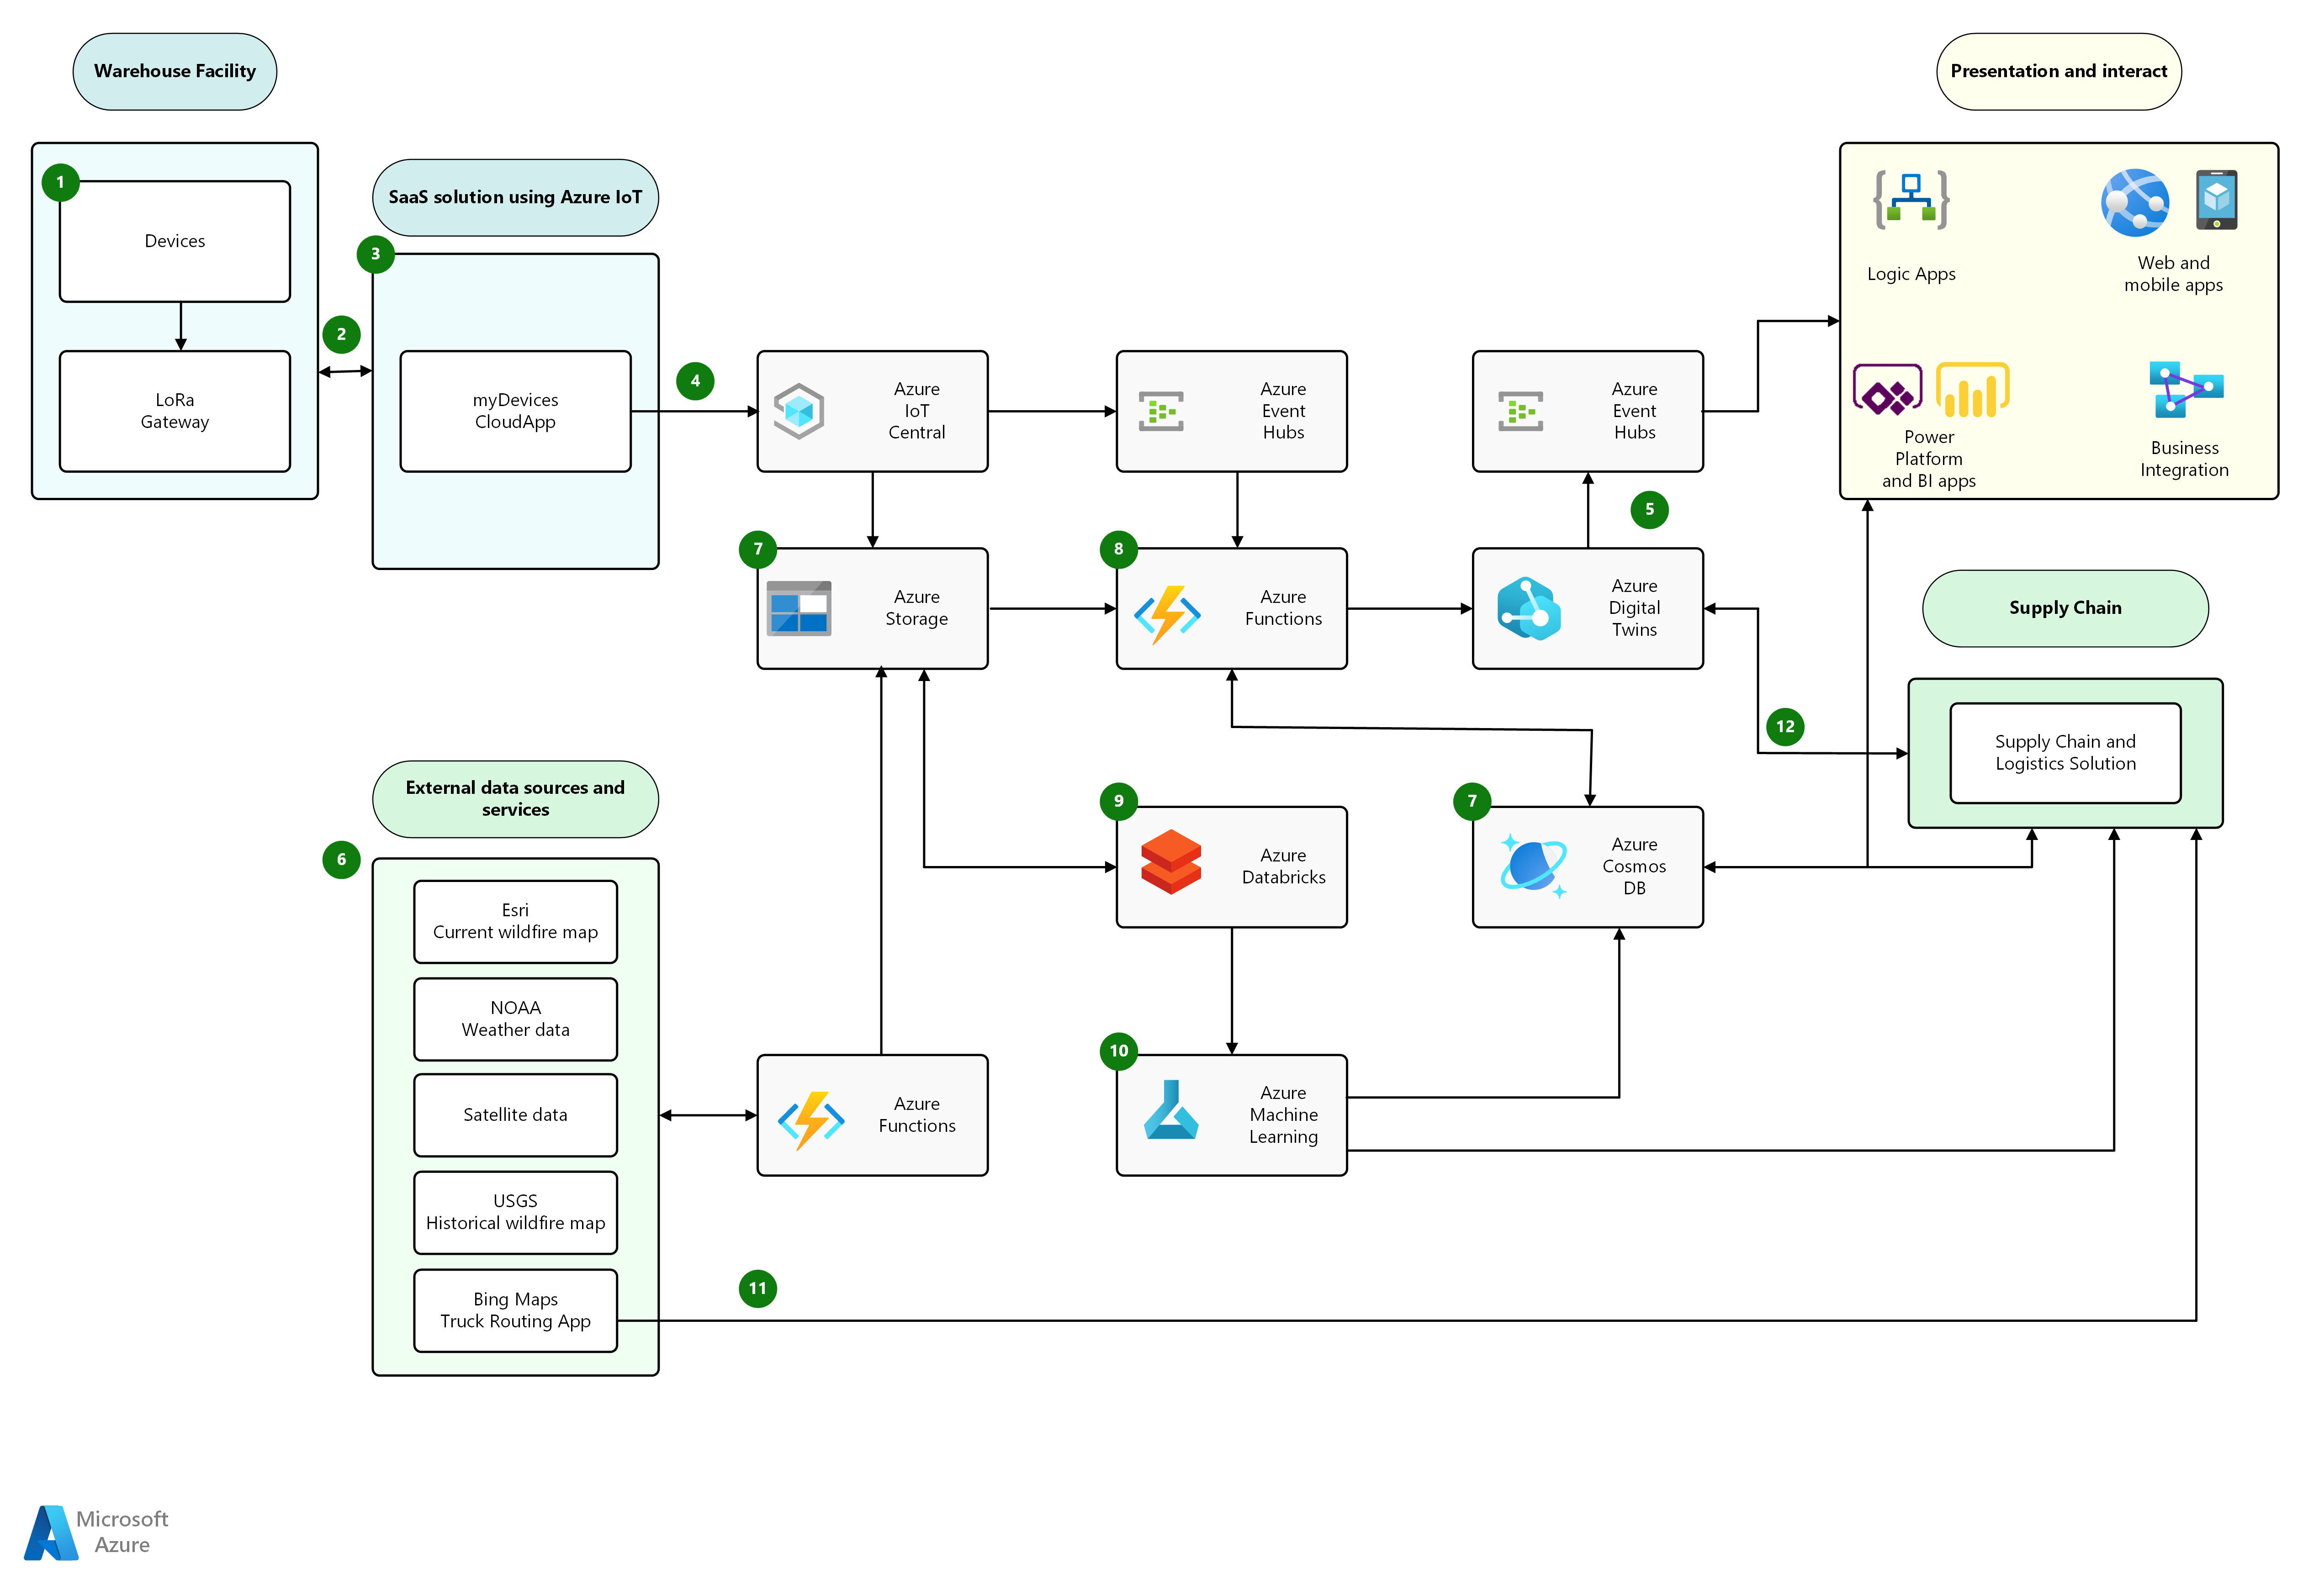 Warehouse Facility
1
Devices
LoRa
Gateway
2
SaaS solution using Azure IoT
3
myDevices
CloudApp
4
Azure
IoT
Central
Azure
Event
Hubs
Azure
Event
Hubs
Presentation and interact
Logic Apps
Web and
mobile apps
Power
Platform
and BI apps
Business
Integration
5
7
Azure
Storage
8
Azure
Functions
Azure
Digital
Twins
Supply Chain
12
Supply Chain and
Logistics Solution
External data sources and
services
6
Esri
Current wildfire map
NOAA
Weather data
Satellite data
USGS
Historical wildfire map
Bing Maps
Truck Routing App
9
Azure
Databricks
7
Azure
Cosmos
DB
Azure
Functions
10
Azure
Machine
Learning
11
Microsoft
Azure